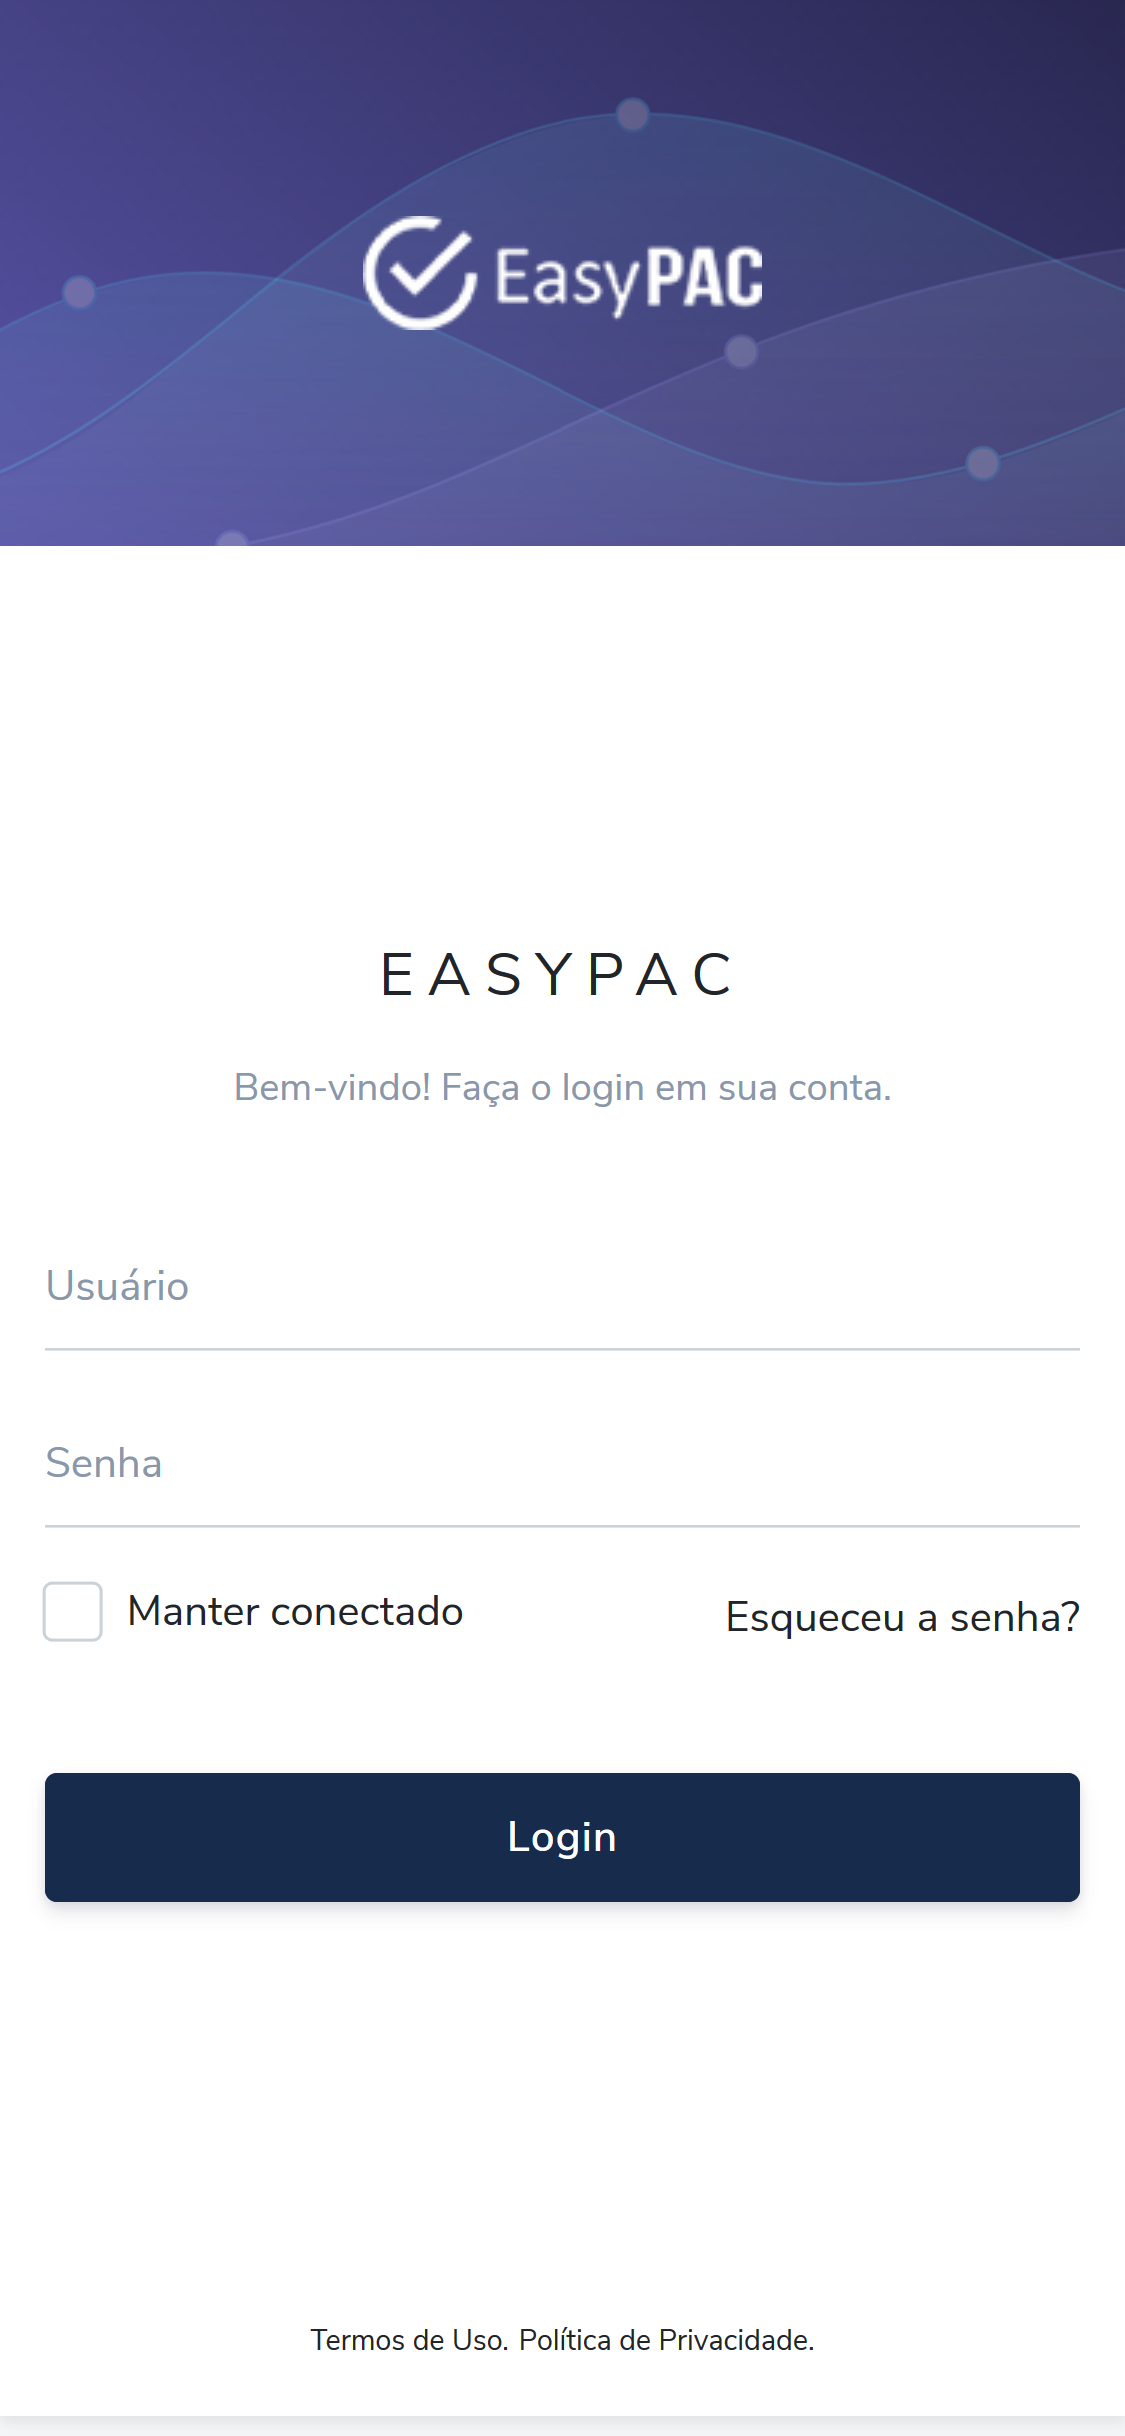 EasyPAC
EASYPAC
Bem-vindo! Faça o login em sua conta.
Usuário
Senha
Manter conectado
Esqueceu a senha?
Login
Termos de Uso. Política de Privacidade.